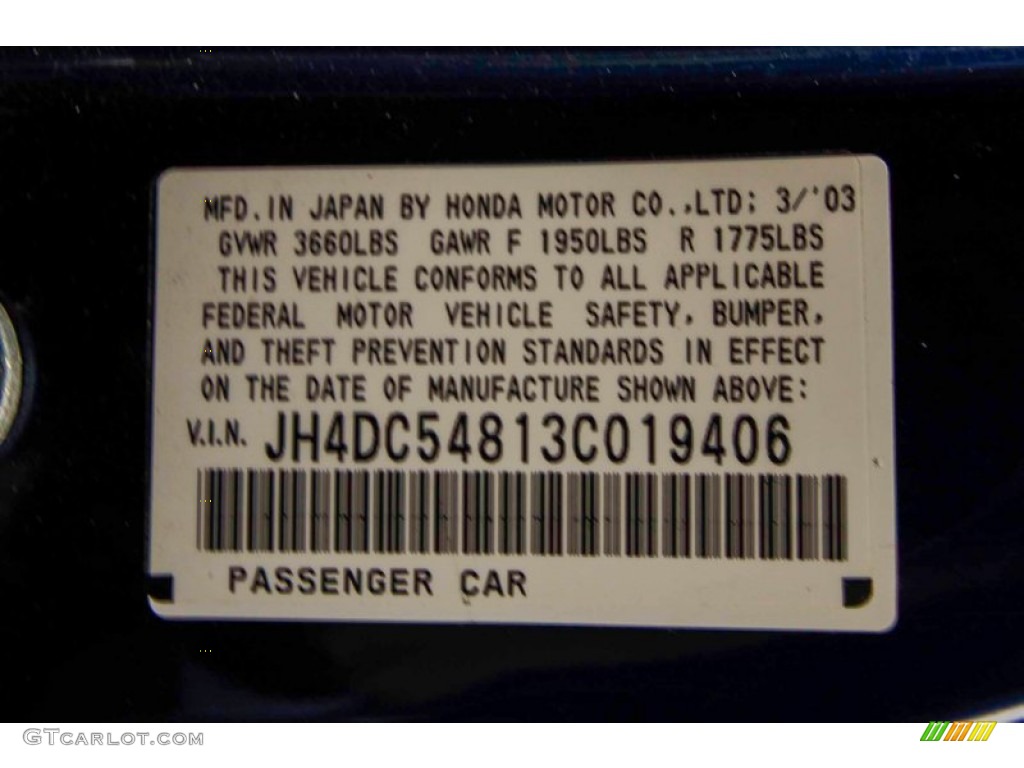 MFD. IN JAPAN BY HONDA MOTOR CO.,LTD; 3/'03
GVWR 3660LBS GAWR F 1950LBS R 1775LBS
THIS VEHICLE CONFORMS TO ALL APPLICABLE
FEDERAL MOTOR VEHICLE SAFETY, BUMPER,
AND THEFT PREVENTION STANDARDS IN EFFECT
ON THE DATE OF MANUFACTURE SHOWN ABOVE:
V.I.N. JH4DC54813C019406
PASSENGER CAR
GTCARLOT.COM